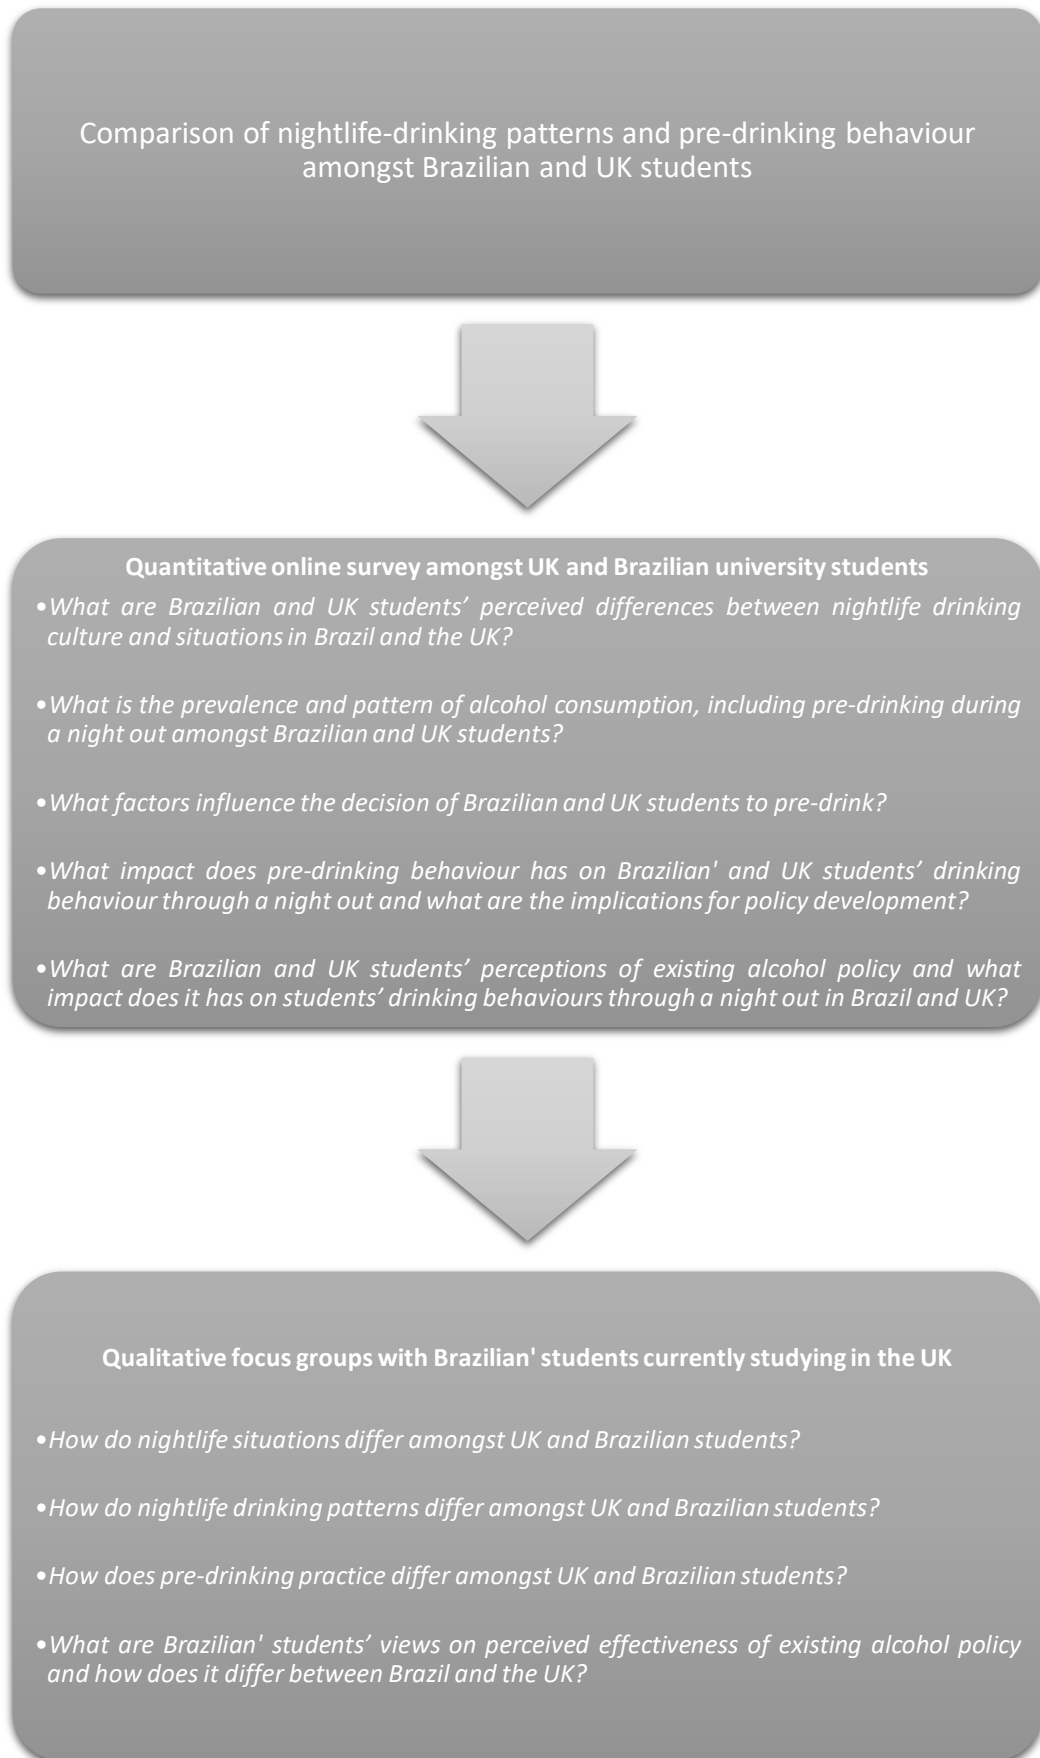 Comparison of nightlife-drinking patterns and pre-drinking behaviour
amongst Brazilian and UK students
Quantitative online survey amongst UK and Brazilian university students
•What are Brazilian and UK students’ perceived differences between nightlife drinking
culture and situations in Brazil and the UK?
•What is the prevalence and pattern of alcohol consumption, including pre-drinking during
a night out amongst Brazilian and UK students?
•What factors influence the decision of Brazilian and UK students to pre-drink?
•What impact does pre-drinking behaviour has on Brazilian' and UK students’ drinking
behaviour through a night out and what are the implications for policy development?
•What are Brazilian and UK students’ perceptions of existing alcohol policy and what
impact does it has on students’ drinking behaviours through a night out in Brazil and UK?
Qualitative focus groups with Brazilian' students currently studying in the UK
•How do nightlife situations differ amongst UK and Brazilian students?
•How do nightlife drinking patterns differ amongst UK and Brazilian students?
•How does pre-drinking practice differ amongst UK and Brazilian students?
•What are Brazilian' students’ views on perceived effectiveness of existing alcohol policy
and how does it differ between Brazil and the UK?